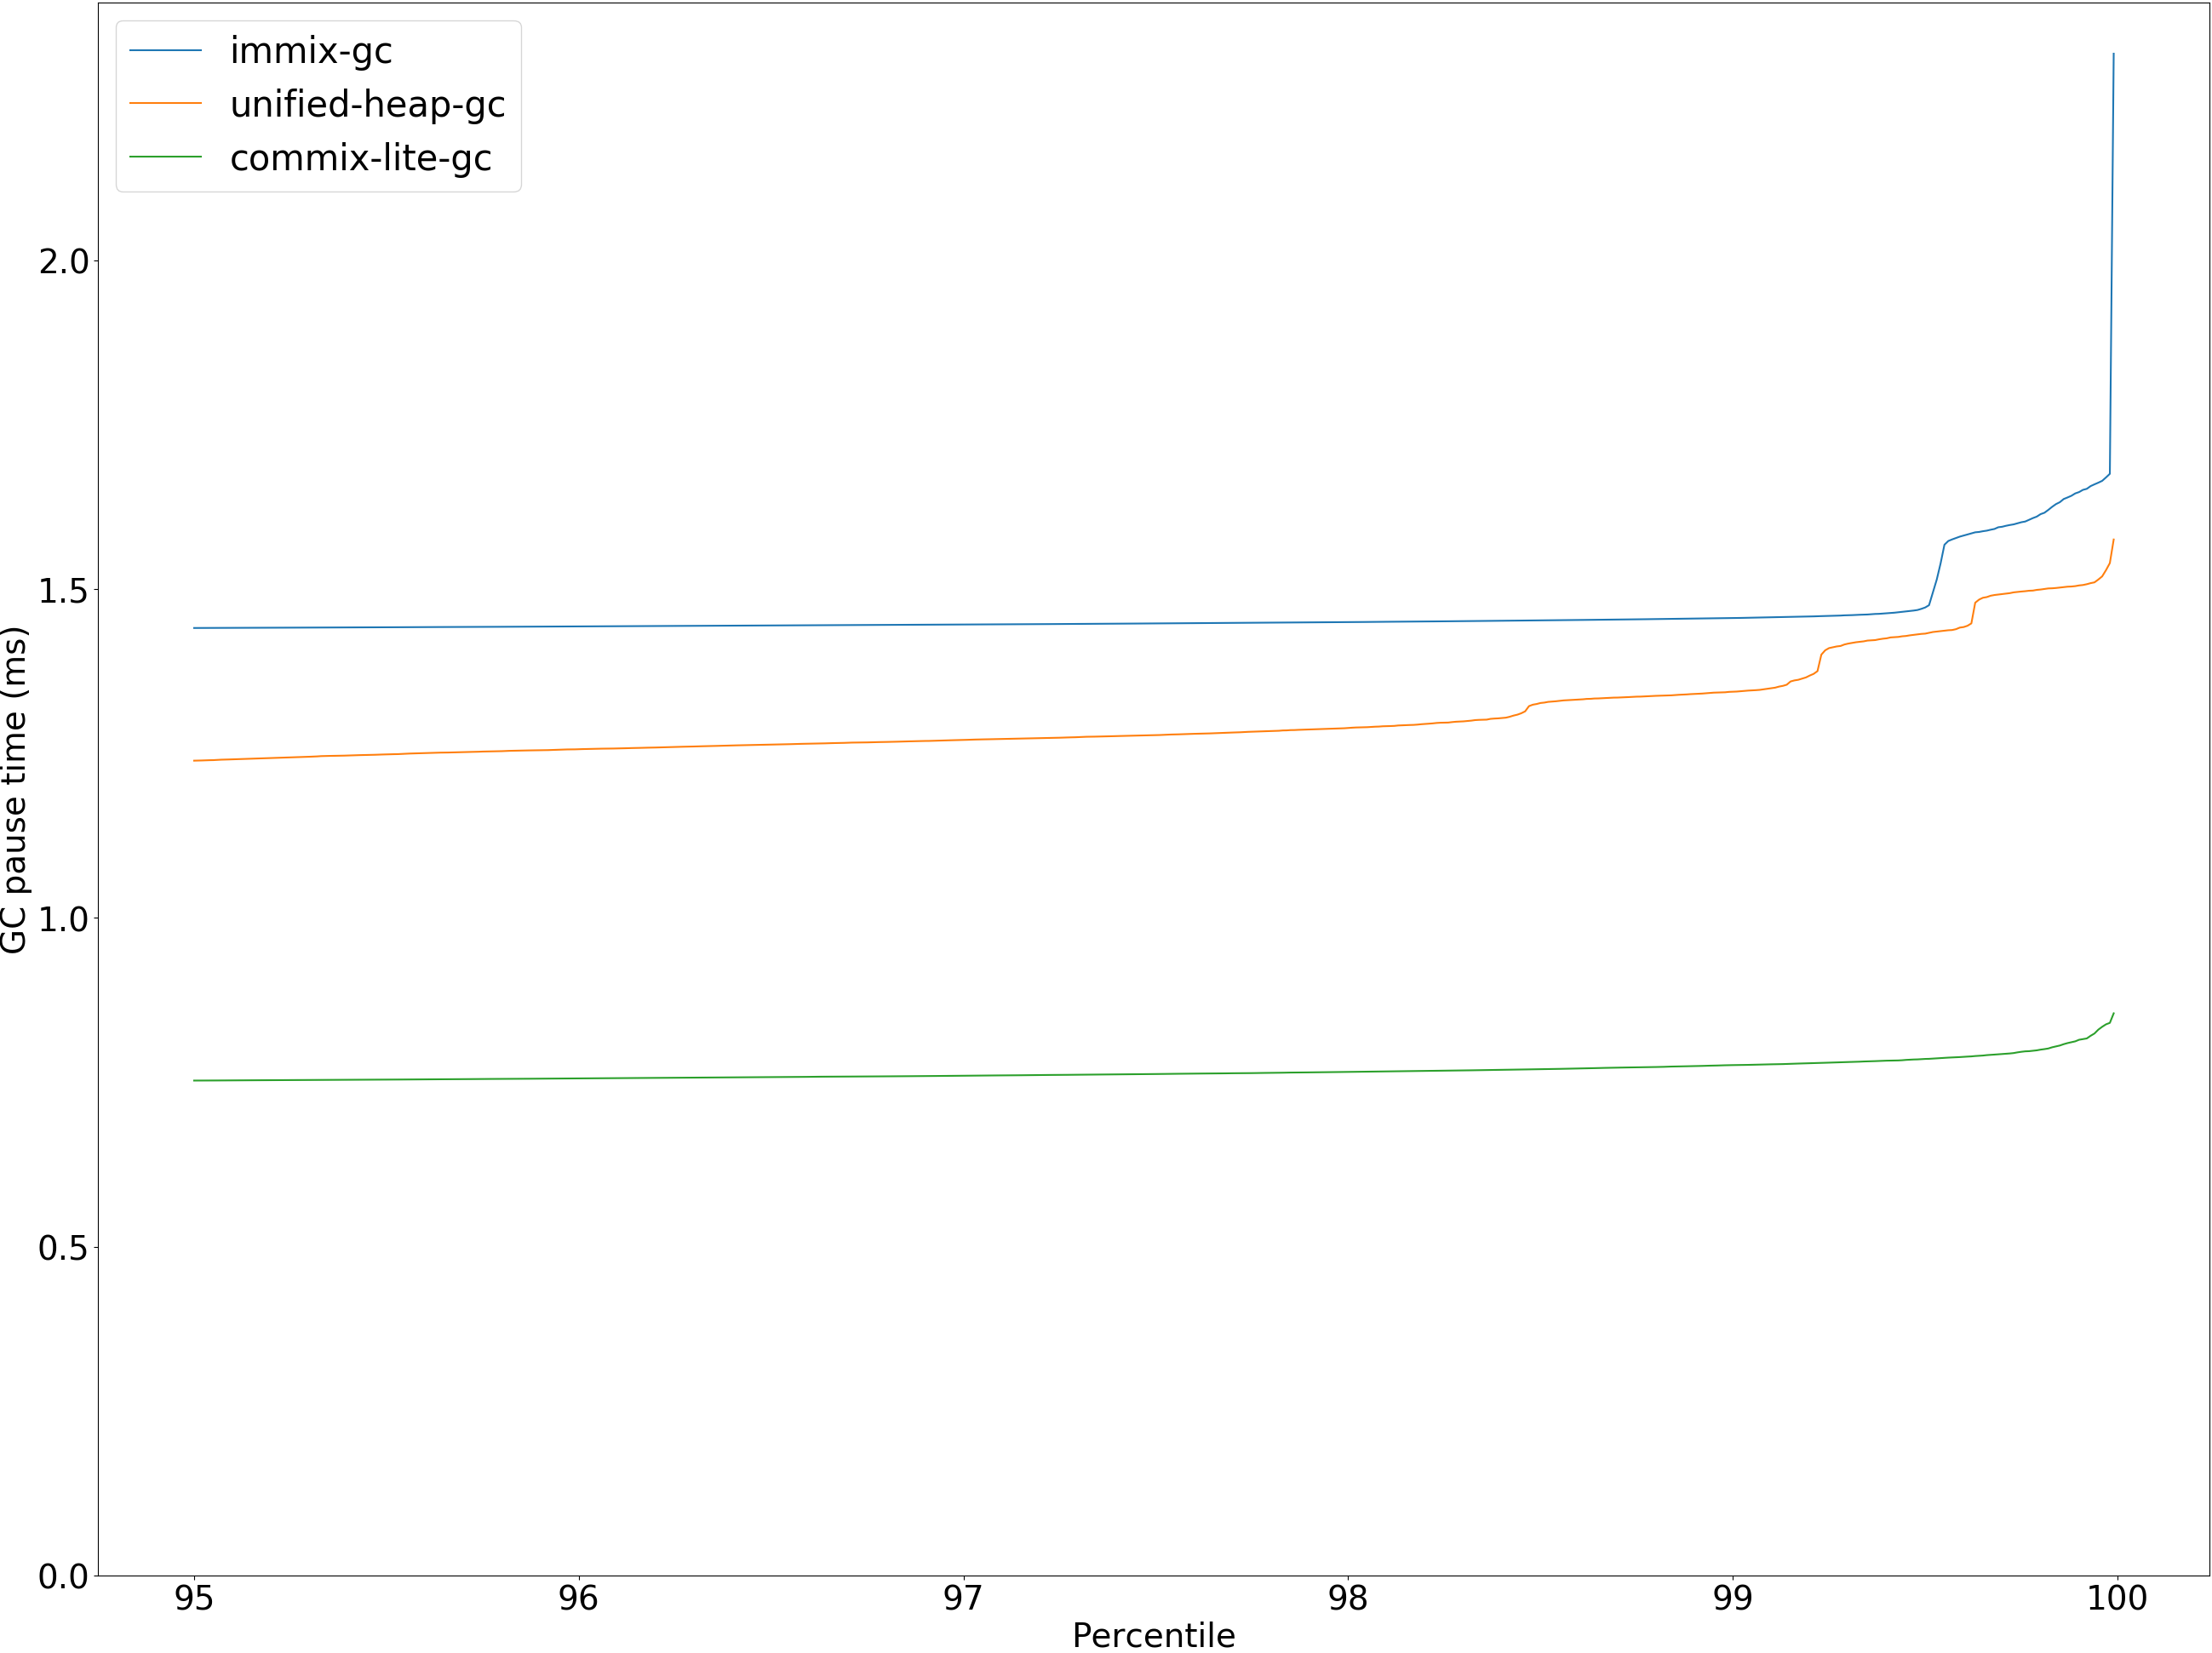 immix-gc
unified-heap-gc
commix-lite-gc
2.0
1.5
1.0
0.5
0.0
GC pause time (ms)
95 96 97 98 99 100
Percentile